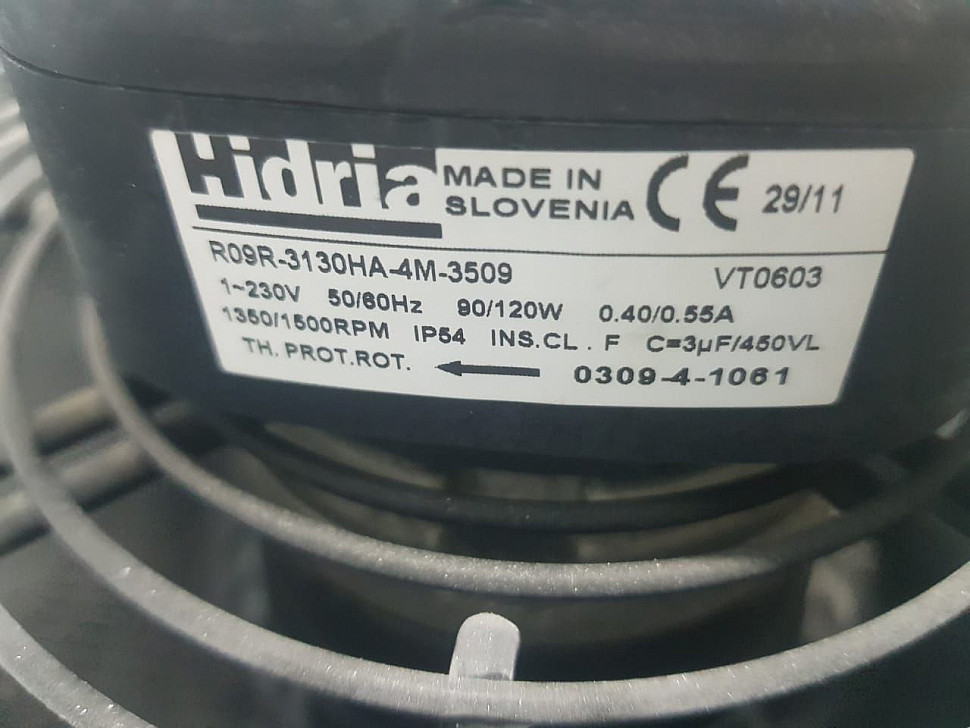 Hidria MADE IN SLOVENIA CE 29/11
R09R-3130HA-4M-3509 VT0603
1~230V 50/60Hz 90/120W 0.40/0.55A
1350/1500RPM IP54 INS.CL. F C=3µF/450VL
TH. PROT.ROT. ← 0309-4-1061